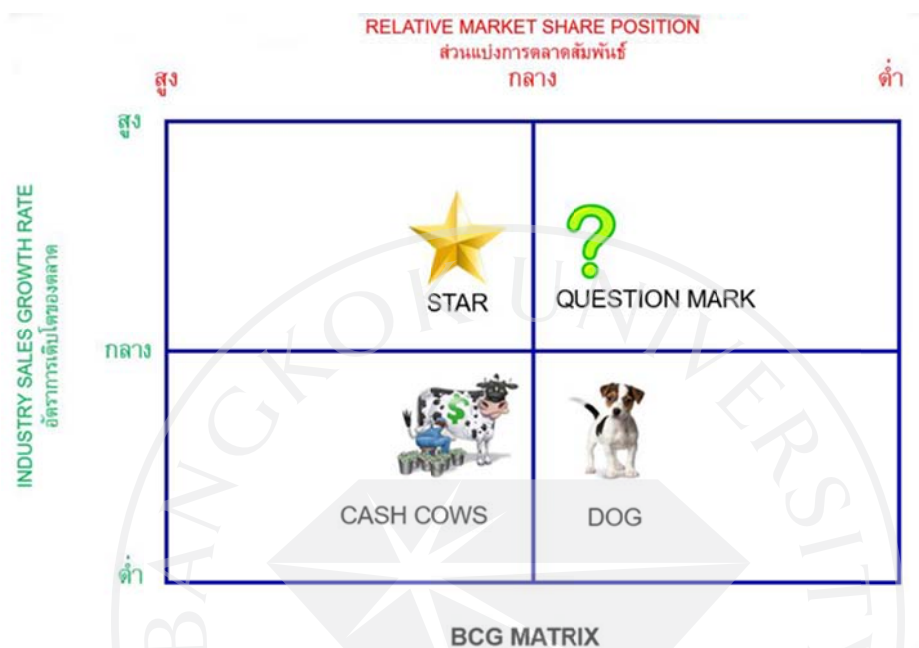 RELATIVE MARKET SHARE POSITION
ส่วนแบ่งการตลาดสัมพันธ์
สูง กลาง ต่ำ
สูง
INDUSTRY SALES GROWTH RATE
อัตราการเติบโตของตลาด
STAR
QUESTION MARK
กลาง
$
CASH COWS
DOG
ต่ำ
BCG MATRIX
BANGKOK UNIVERSITY